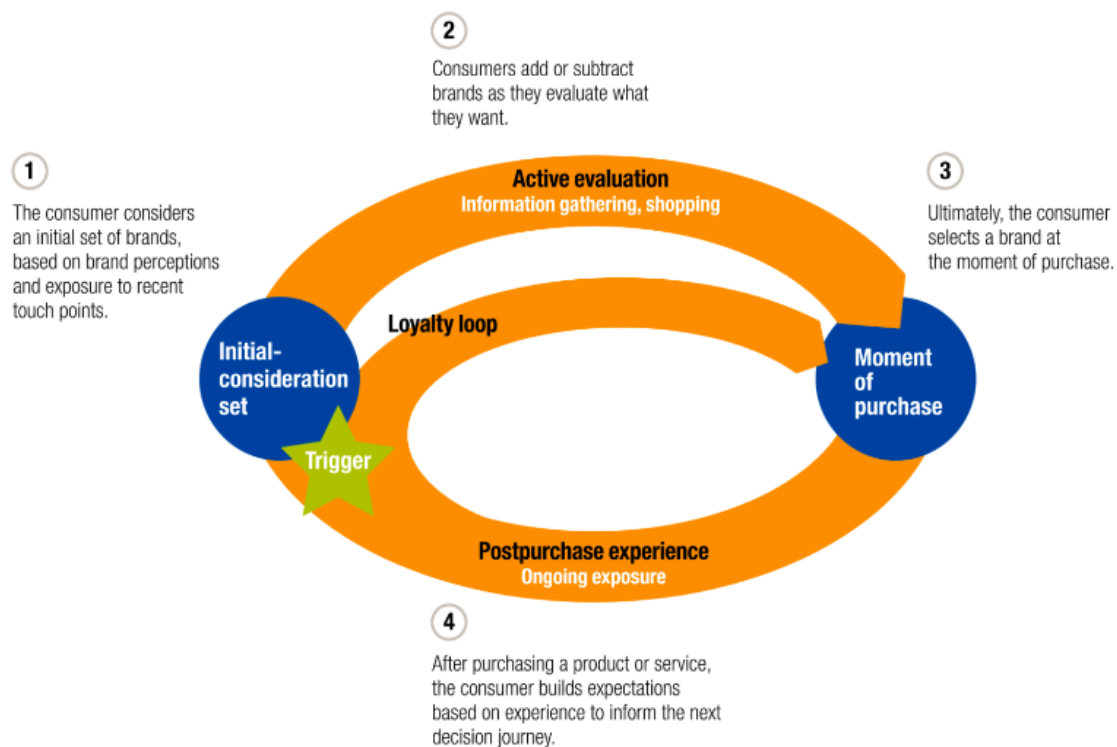 2
Consumers add or subtract
brands as they evaluate what
they want.
1
The consumer considers
an initial set of brands,
based on brand perceptions
and exposure to recent
touch points.
Active evaluation
Information gathering, shopping
3
Ultimately, the consumer
selects a brand at
the moment of purchase.
Loyalty loop
Initial-
consideration
set
Moment
of
purchase
Trigger
Postpurchase experience
Ongoing exposure
4
After purchasing a product or service,
the consumer builds expectations
based on experience to inform the next
decision journey.